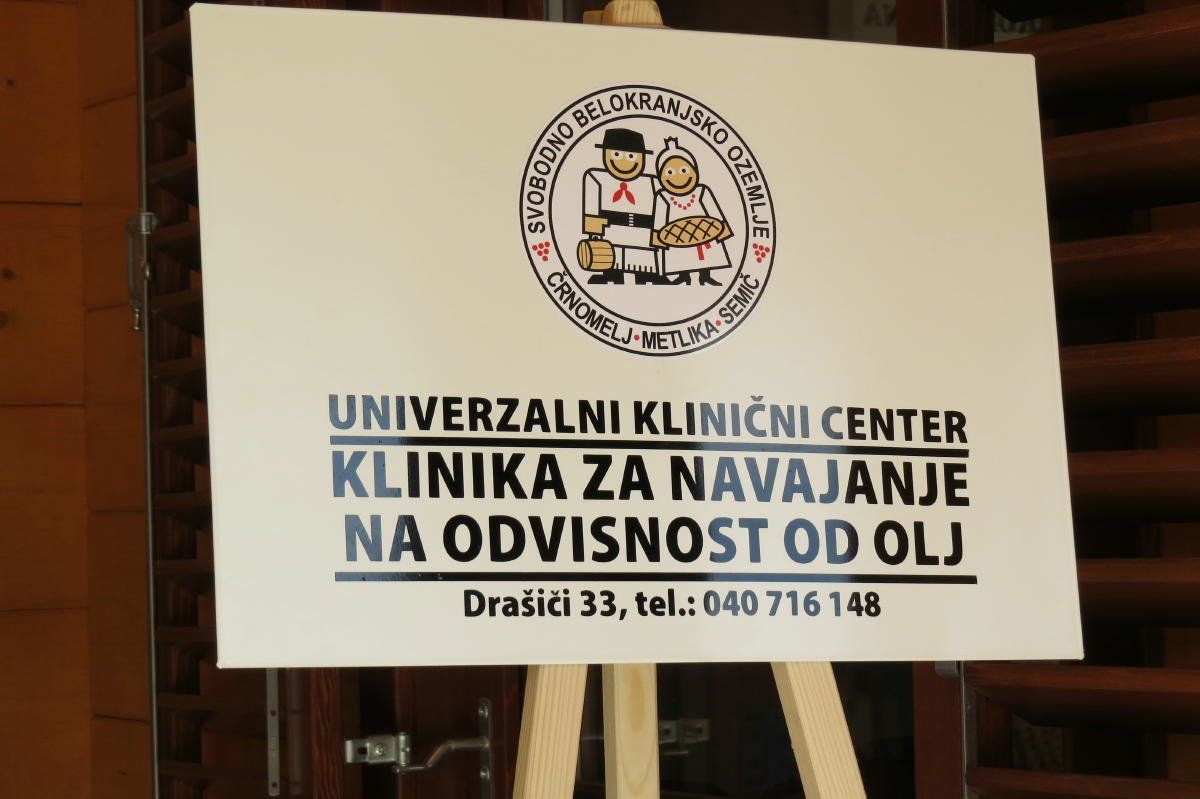 SVOBODNO BELOKRANJSKO OZEMLJE
ČRNOMELJ • METLIKA • SEMIČ
UNIVERZALNI KLINIČNI CENTER
KLINIKA ZA NAVAJANJE
NA ODVISNOST OD OLJ
Drašiči 33, tel.: 040 716 148